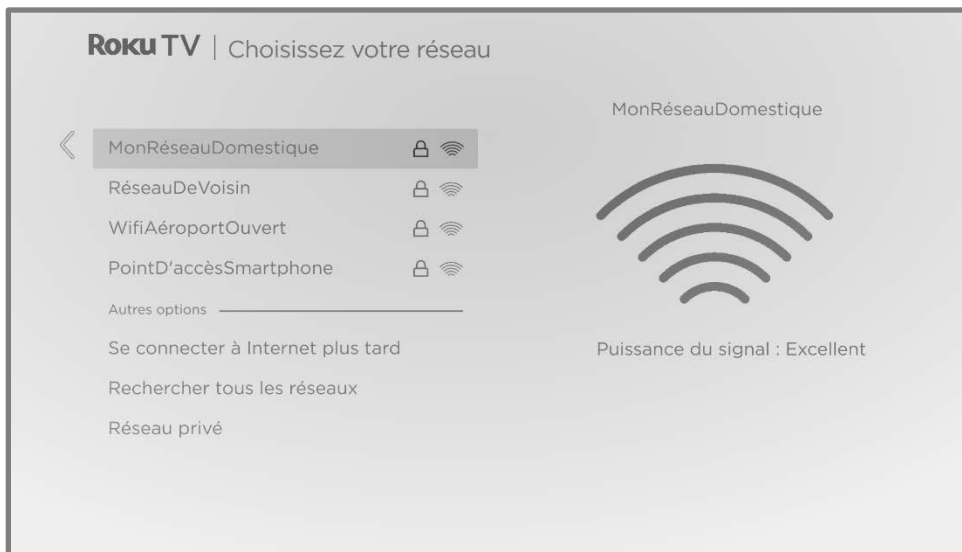 Roku TV | Choisissez votre réseau
MonRéseauDomestique
RéseauDeVoisin
WifiAéroportOuvert
PointD'accèsSmartphone
Autres options
Se connecter à Internet plus tard
Rechercher tous les réseaux
Réseau privé
MonRéseauDomestique
Puissance du signal : Excellent